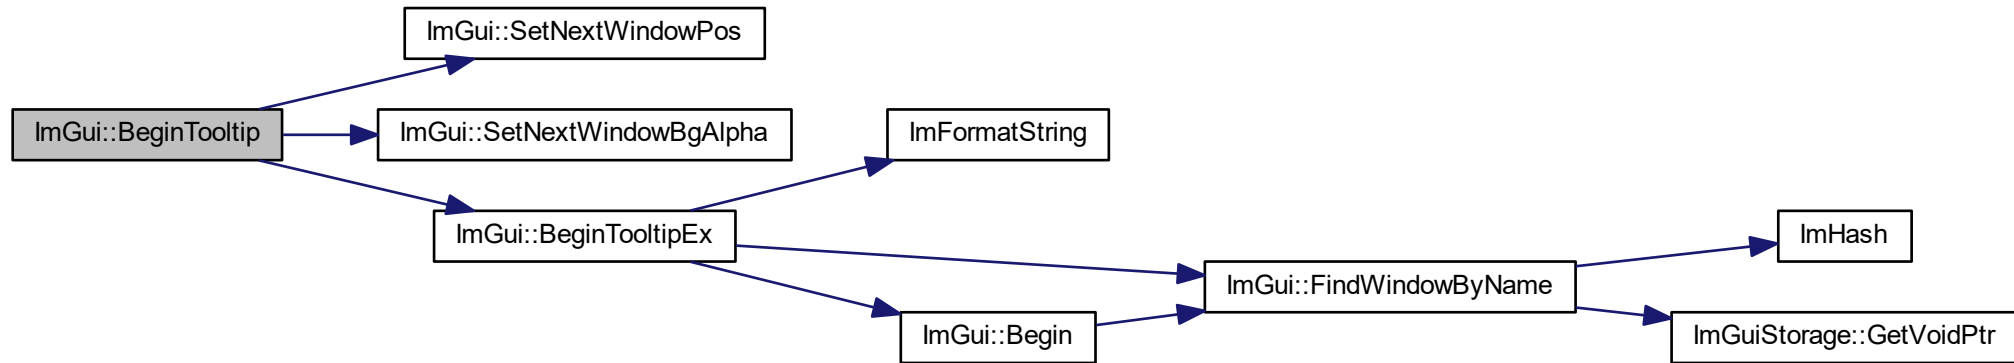 ImGui::SetNextWindowPos
ImGui::BeginTooltip
ImGui::SetNextWindowBgAlpha
ImFormatString
ImGui::BeginTooltipEx
ImHash
ImGui::FindWindowByName
ImGui::Begin
ImGuiStorage::GetVoidPtr